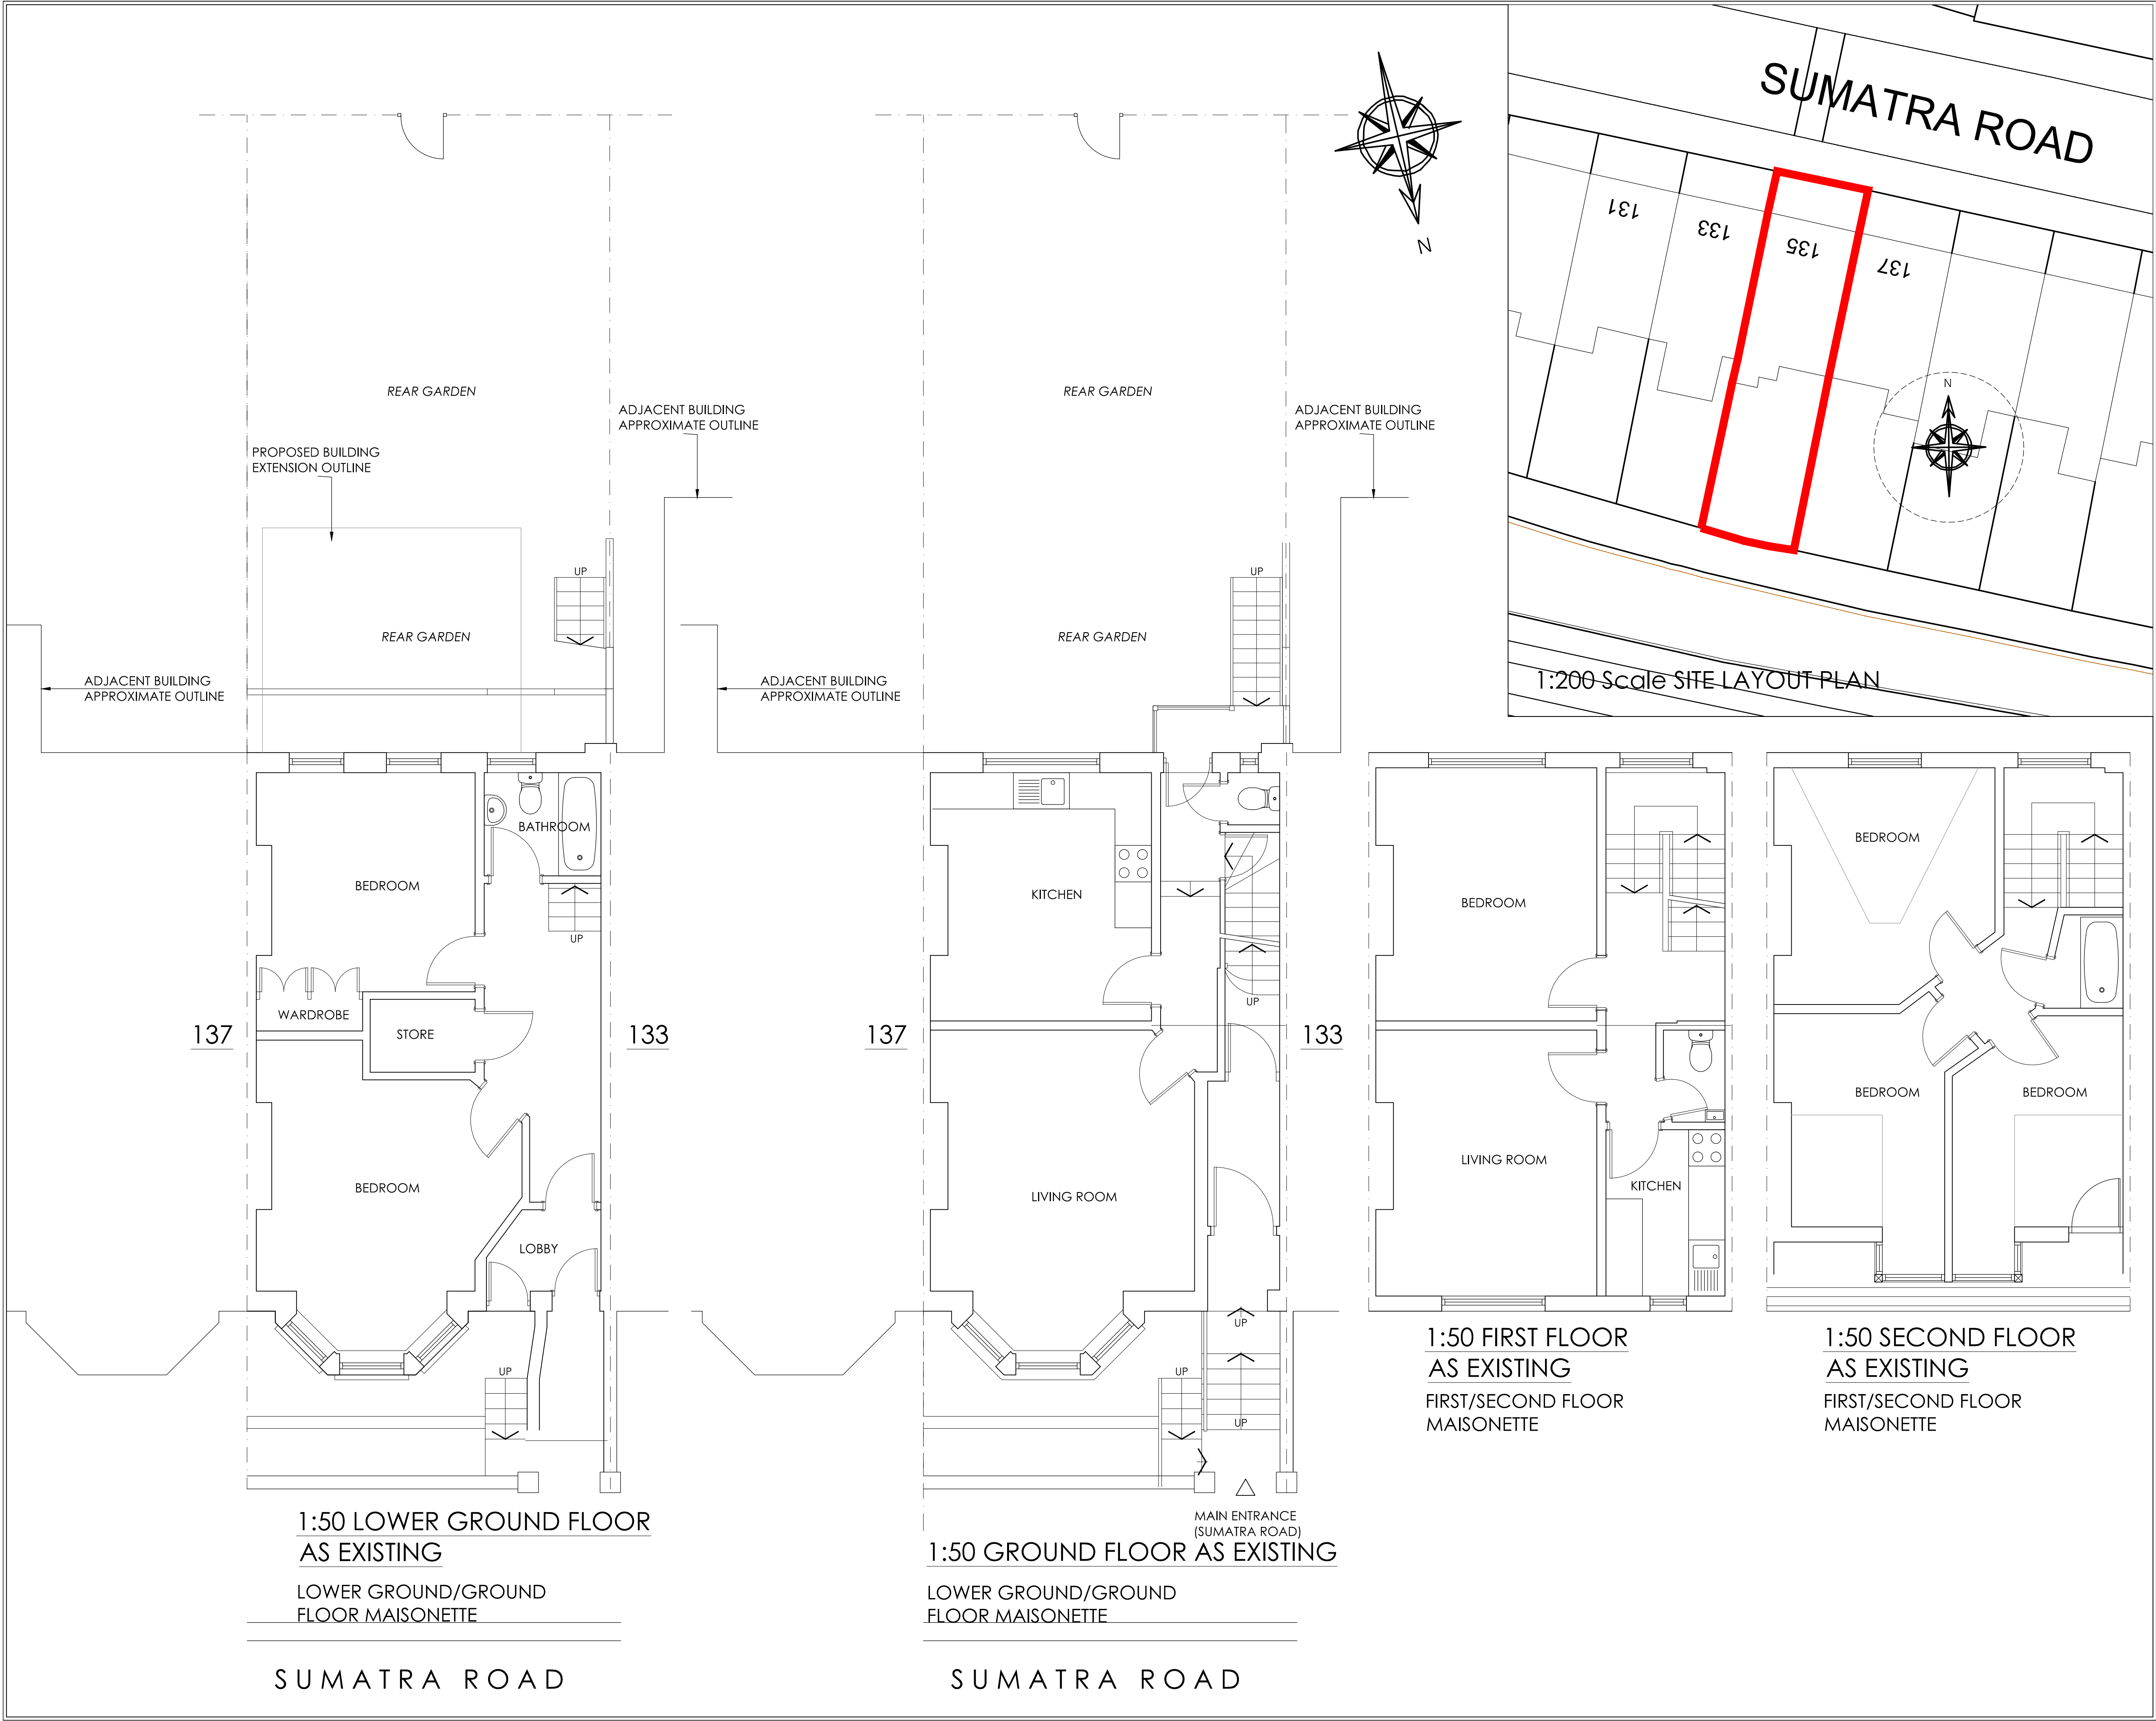 REAR GARDEN
PROPOSED BUILDING
EXTENSION OUTLINE
ADJACENT BUILDING
APPROXIMATE OUTLINE
UP
REAR GARDEN
ADJACENT BUILDING
APPROXIMATE OUTLINE
BATHROOM
BEDROOM
UP
WARDROBE
STORE
137
133
BEDROOM
LOBBY
UP
1:50 LOWER GROUND FLOOR
AS EXISTING
LOWER GROUND/GROUND
FLOOR MAISONETTE
SUMATRA ROAD
REAR GARDEN
ADJACENT BUILDING
APPROXIMATE OUTLINE
UP
REAR GARDEN
ADJACENT BUILDING
APPROXIMATE OUTLINE
KITCHEN
UP
137
133
LIVING ROOM
UP
UP
UP
MAIN ENTRANCE
(SUMATRA ROAD)
1:50 GROUND FLOOR AS EXISTING
LOWER GROUND/GROUND
FLOOR MAISONETTE
SUMATRA ROAD
N
SUMATRA ROAD
131
133
135
137
N
1:200 Scale SITE LAYOUT PLAN
BEDROOM
LIVING ROOM
KITCHEN
1:50 FIRST FLOOR
AS EXISTING
FIRST/SECOND FLOOR
MAISONETTE
BEDROOM
BEDROOM
BEDROOM
1:50 SECOND FLOOR
AS EXISTING
FIRST/SECOND FLOOR
MAISONETTE